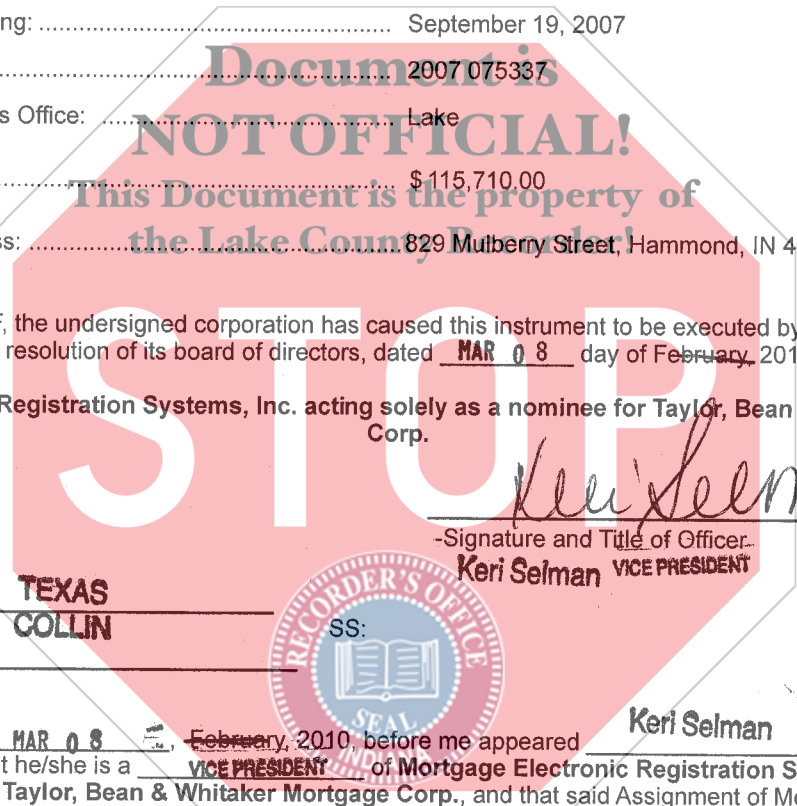 ng: ................................................ September 19, 2007
Document is
................................................ 2007 075337
s Office: ................................................ Lake
NOT OFFICIAL!
................................................ $115,710.00
This Document is the property of
ss: ................................................ 829 Mulberry Street, Hammond, IN 4
the Lake County Recorder!
F, the undersigned corporation has caused this instrument to be executed by
resolution of its board of directors, dated MAR 08 day of February, 201
STOP
Registration Systems, Inc. acting solely as a nominee for Taylor, Bean
Corp.
Keri Selm
-Signature and Title of Officer-
Keri Selman VICE PRESIDENT
TEXAS
COLLIN SS:
RECORDER'S OFFICE
SEAL
MAR 08, February, 2010, before me appeared Keri Selman
t he/she is a VICE PRESIDENT of Mortgage Electronic Registration S
Taylor, Bean & Whitaker Mortgage Corp., and that said Assignment of Mo